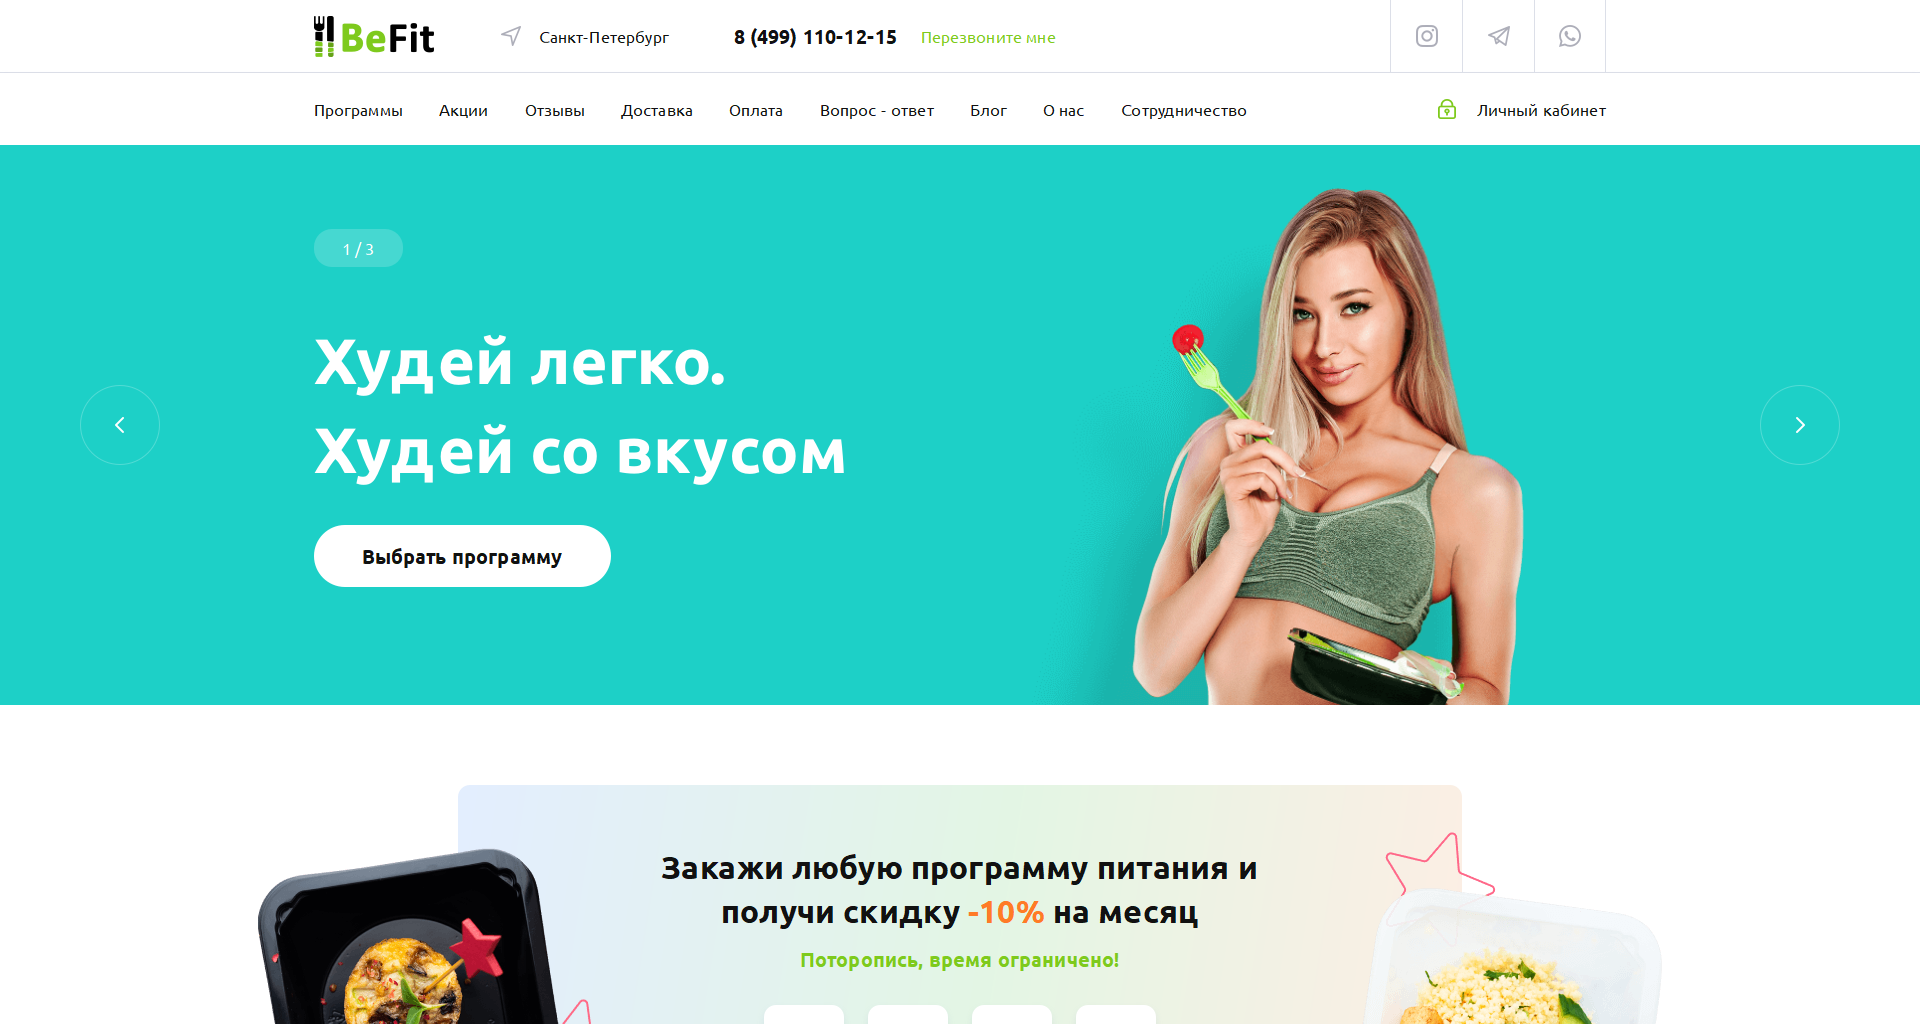 BeFit
Санкт-Петербург
8 (499) 110-12-15
Перезвоните мне
Программы
Акции
Отзывы
Доставка
Оплата
Вопрос - ответ
Блог
О нас
Сотрудничество
Личный кабинет
1 / 3
Худей легко.
Худей со вкусом
Выбрать программу
Закажи любую программу питания и
получи скидку -10% на месяц
Поторопись, время ограничено!